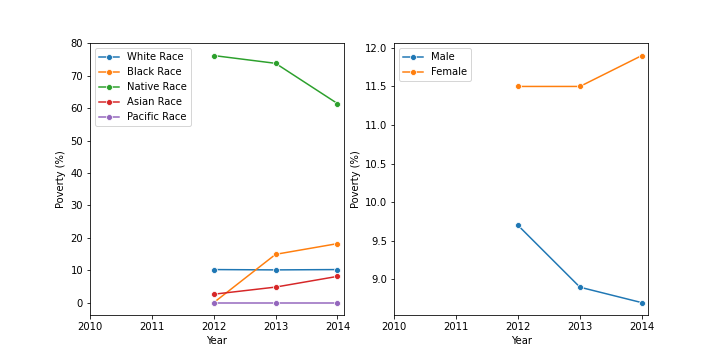 80
70
60
50
40
30
20
10
0
Poverty (%)
White Race
Black Race
Native Race
Asian Race
Pacific Race
2010 2011 2012 2013 2014
Year
12.0
11.5
11.0
10.5
10.0
9.5
9.0
Poverty (%)
Male
Female
2010 2011 2012 2013 2014
Year